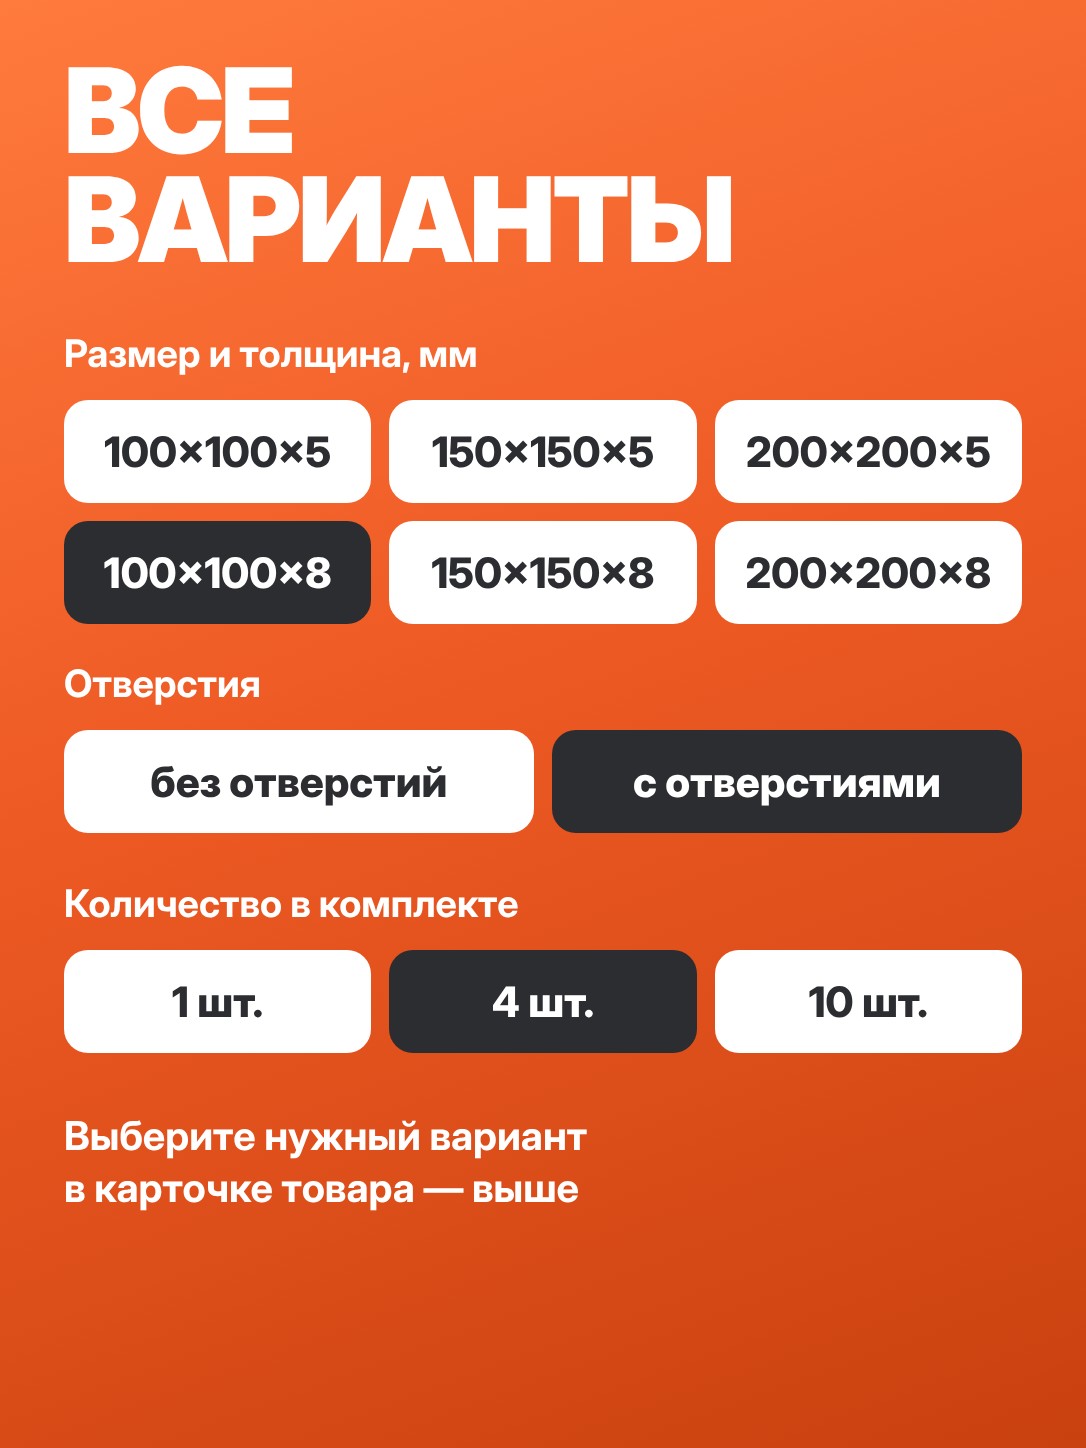 ВСЕ
ВАРИАНТЫ
Размер и толщина, мм
100×100×5 150×150×5 200×200×5
100×100×8 150×150×8 200×200×8
Отверстия
без отверстий с отверстиями
Количество в комплекте
1 шт. 4 шт. 10 шт.
Выберите нужный вариант
в карточке товара — выше